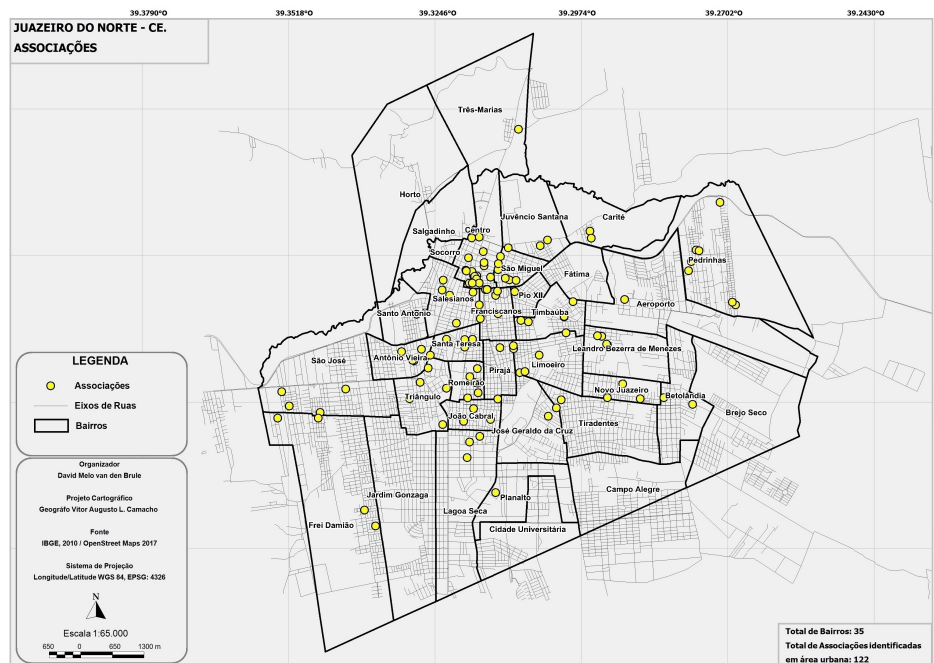 39.3790°O 39.3518°O 39.3246°O 39.2974°O 39.2702°O 39.2430°O
JUAZEIRO DO NORTE - CE.
ASSOCIAÇÕES
Três-Marias
Horto
Juvêncio Santana
Carité
Salgadinho
Centro
Socorro
São Miguel
Fátima
Pedrinhas
Salesianos
Pio XII
Aeroporto
Santo Antônio
Franciscanos
Timbaúba
Santa Teresa
Leandro Bezerra de Menezes
São José
Antônio Vieira
Pirajá
Limoeiro
Romeirão
Triângulo
Novo Juazeiro
Betolândia
João Cabral
Brejo Seco
José Geraldo da Cruz
Tiradentes
Jardim Gonzaga
Campo Alegre
Planalto
Lagoa Seca
Frei Damião
Cidade Universitária
LEGENDA
Associações
Eixos de Ruas
Bairros
Organizador
David Melo van den Brule
Projeto Cartográfico
Geográfo Vitor Augusto L. Camacho
Fonte
IBGE, 2010 / OpenStreet Maps 2017
Sistema de Projeção
Longitude/Latitude WGS 84, EPSG: 4326
N
Escala 1:65.000
650 0 650 1300 m
Total de Bairros: 35
Total de Associações identificadas
em área urbana: 122